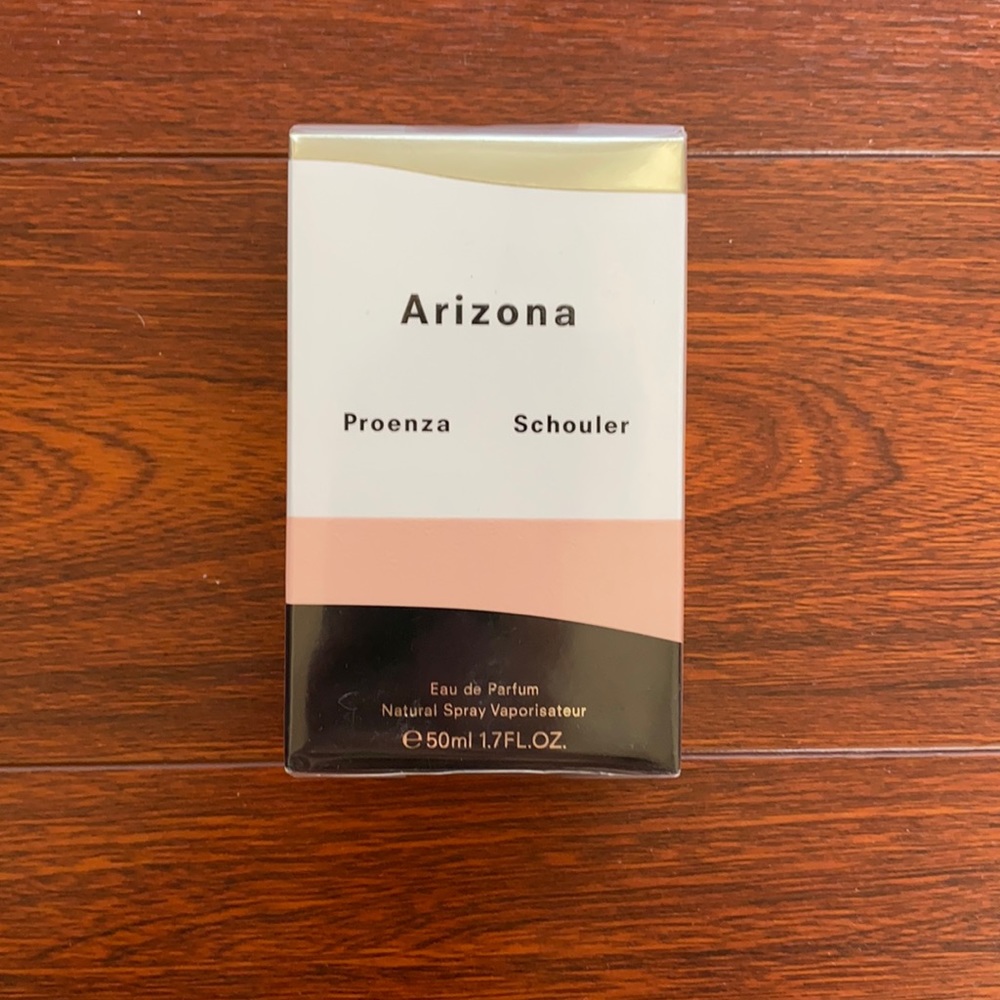 Arizona
Proenza Schouler
Eau de Parfum
Natural Spray Vaporisateur
℮50ml 1.7FL.OZ.